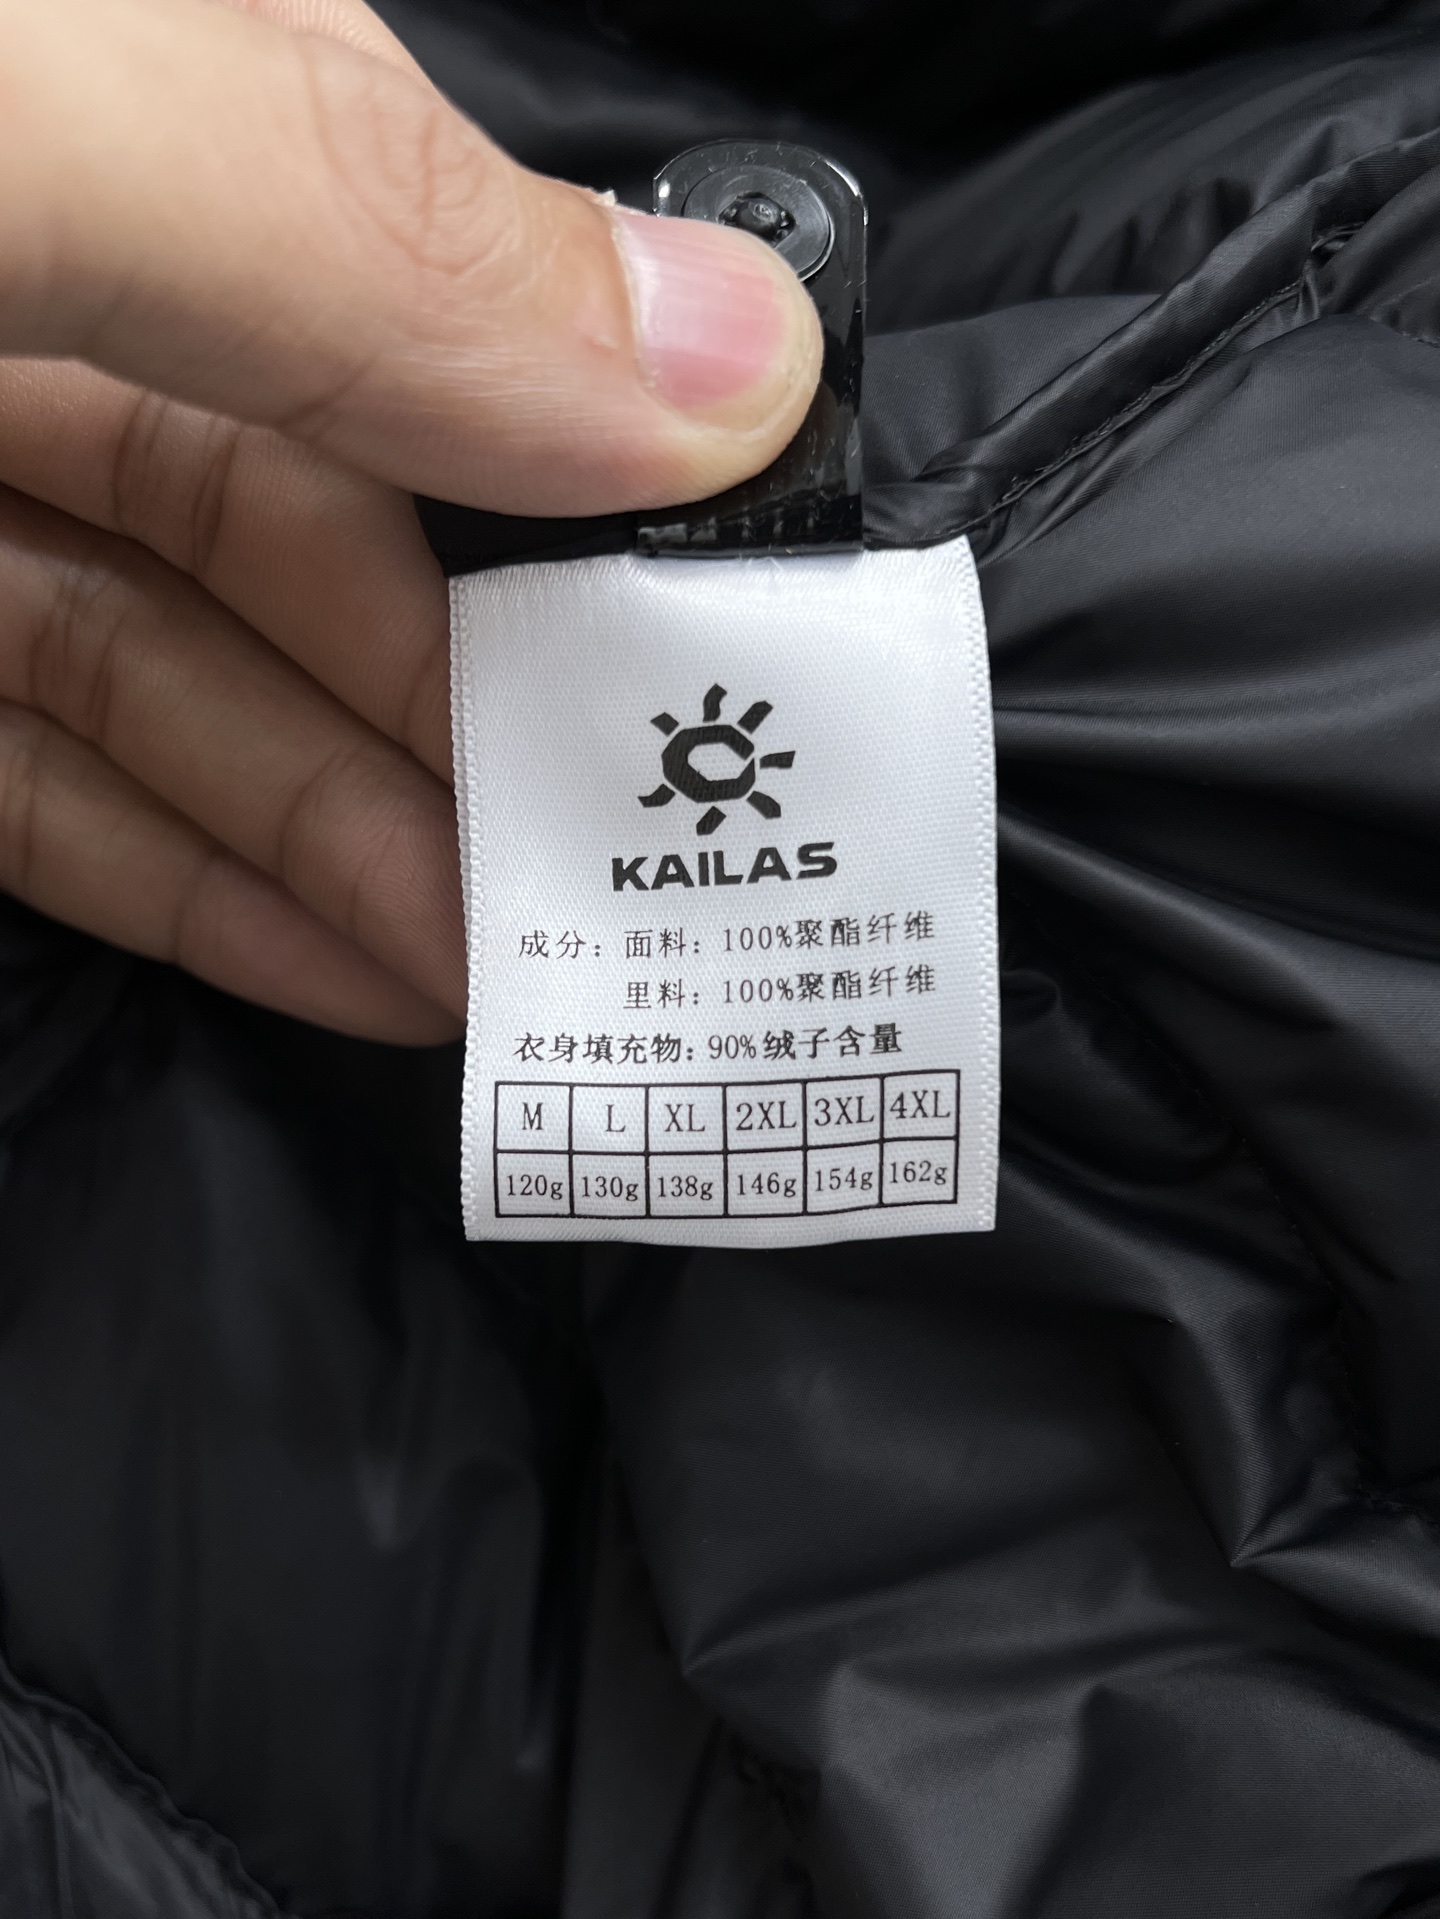 KAILAS
成分：面料：100%聚酯纤维
里料：100%聚酯纤维
衣身填充物：90%绒子含量
M L XL 2XL 3XL 4XL
120g 130g 138g 146g 154g 162g